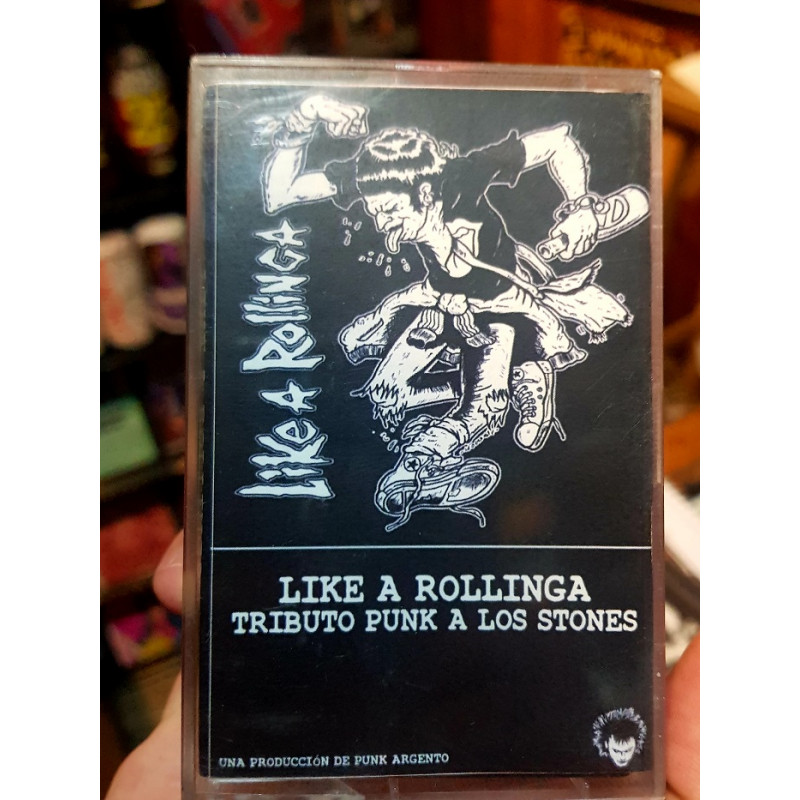 Like A Rollinga
LIKE A ROLLINGA
TRIBUTO PUNK A LOS STONES
UNA PRODUCCIÓN DE PUNK ARGENTO